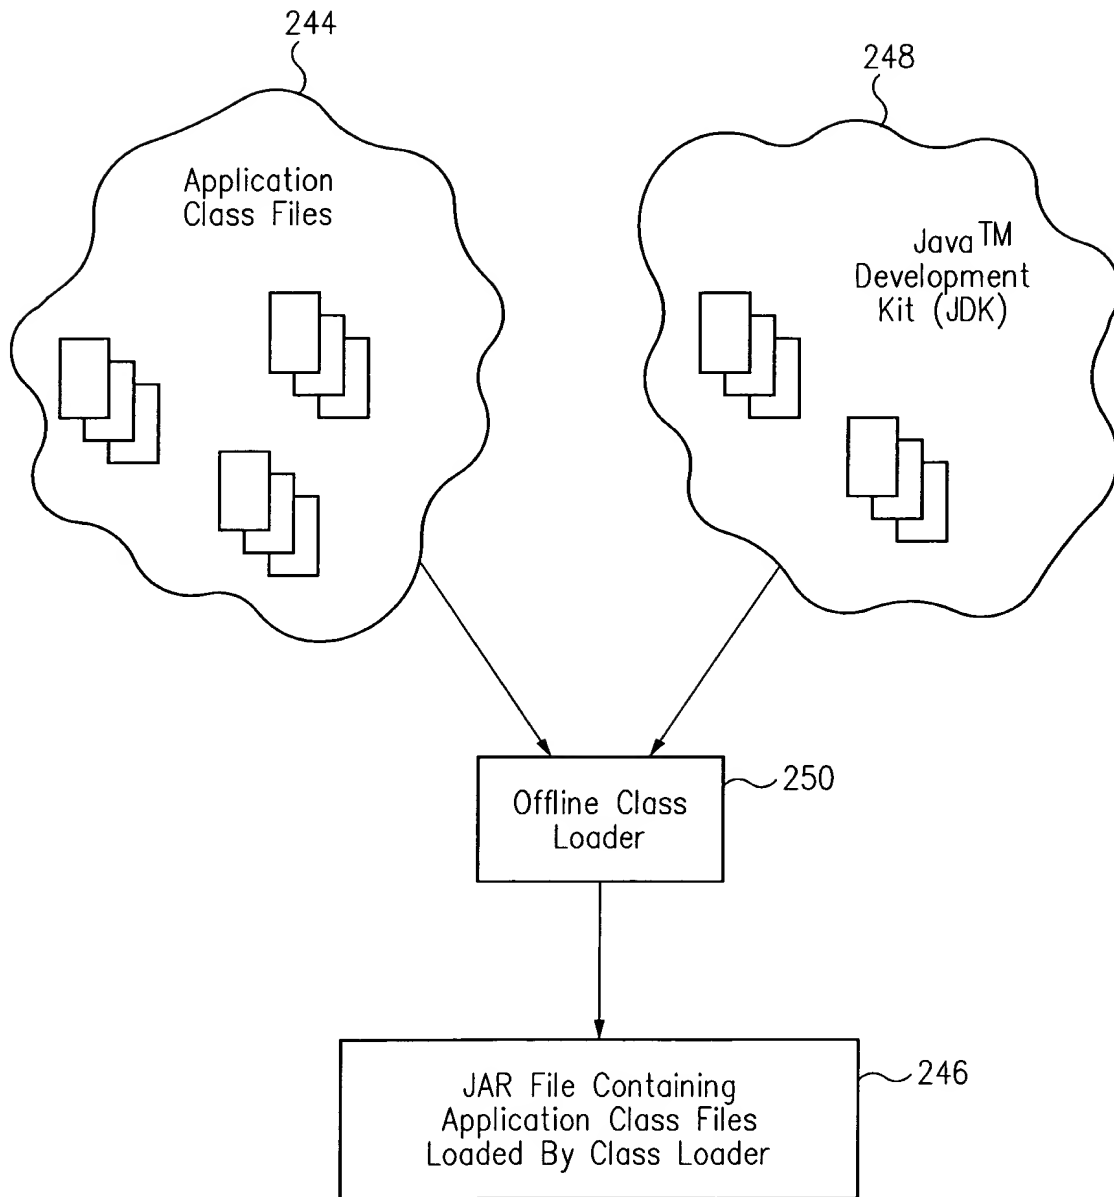 244
248
Application
Class Files
Java™
Development
Kit (JDK)
250
Offline Class
Loader
246
JAR File Containing
Application Class Files
Loaded By Class Loader